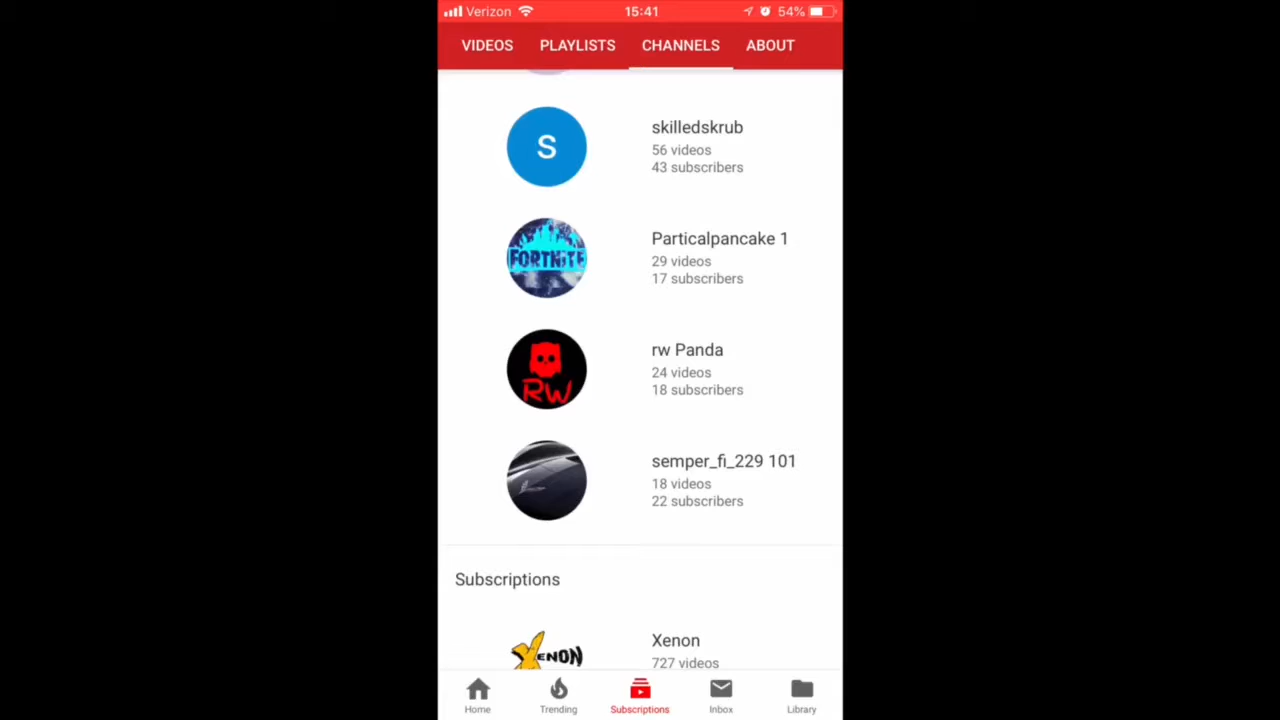 Verizon 15:41 54%
VIDEOS PLAYLISTS CHANNELS ABOUT
S
skilledskrub
56 videos
43 subscribers
FORTNITE
Particalpancake 1
29 videos
17 subscribers
RW
rw Panda
24 videos
18 subscribers
semper_fi_229 101
18 videos
22 subscribers
Subscriptions
XENON
Xenon
727 videos
Home Trending Subscriptions Inbox Library